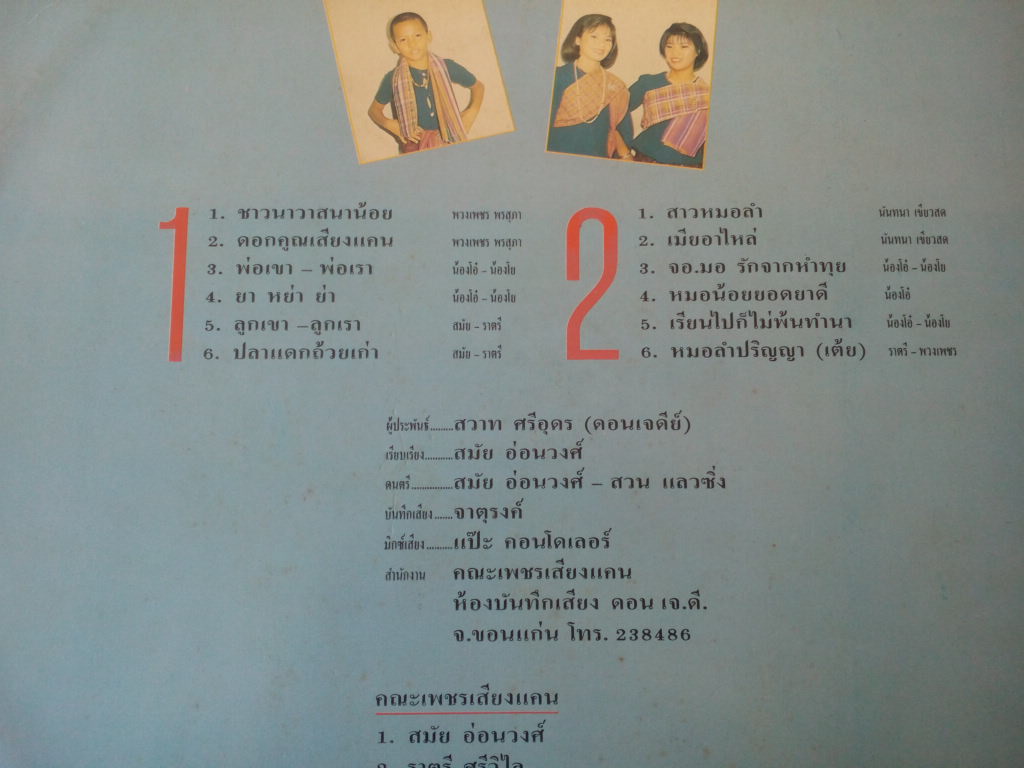 1
1. ชาวนาวาสนาน้อย พวงเพชร พรสุภา
2. ดอกคูณเสียงแคน พวงเพชร พรสุภา
3. พ่อเขา – พ่อเรา น้องโอ๋ – น้องโย
4. ยา หย่า ย่า น้องโอ๋ – น้องโย
5. ลูกเขา – ลูกเรา สมัย – ราตรี
6. ปลาแดกถ้วยเก่า สมัย – ราตรี
2
1. สาวหมอลำ นันทนา เขียวสด
2. เมียอาไหล่ นันทนา เขียวสด
3. จอ.มอ รักจากหำทุย น้องโอ๋ – น้องโย
4. หมอน้อยยอดยาดี น้องโอ๋
5. เรียนไปก็ไม่พ้นทำนา น้องโอ๋ – น้องโย
6. หมอลำปริญญา (เต้ย) ราตรี – พวงเพชร
ผู้ประพันธ์.........สวาท ศรีอุดร (ดอนเจดีย์)
เรียบเรียง...........สมัย อ่อนวงศ์
ดนตรี................สมัย อ่อนวงศ์ – สวน แลวซิ่ง
บันทึกเสียง.......จาตุรงค์
มิกซ์เสียง..........แป๊ะ คอนโดเลอร์
สำนักงาน คณะเพชรเสียงแคน
ห้องบันทึกเสียง ดอน เจ.ดี.
จ.ขอนแก่น โทร. 238486
คณะเพชรเสียงแคน
1. สมัย อ่อนวงศ์
2. ราตรี ศรีวิไล